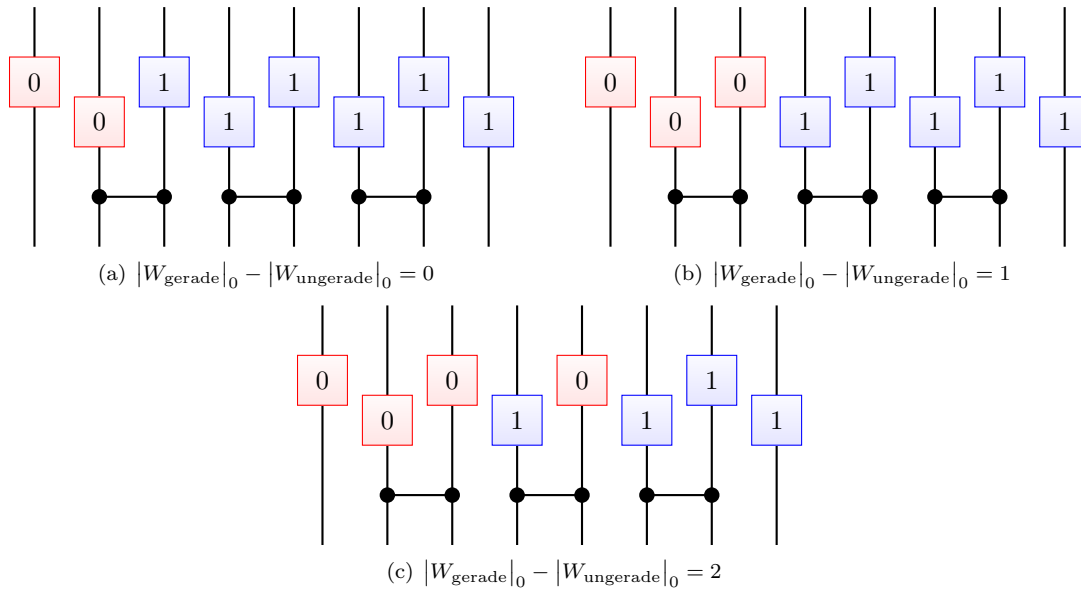 0 1 1 1
0 1 1 1
(a) |W_gerade|_0 − |W_ungerade|_0 = 0
0 0 1 1
0 1 1 1
(b) |W_gerade|_0 − |W_ungerade|_0 = 1
0 0 0 1
0 1 1 1
(c) |W_gerade|_0 − |W_ungerade|_0 = 2